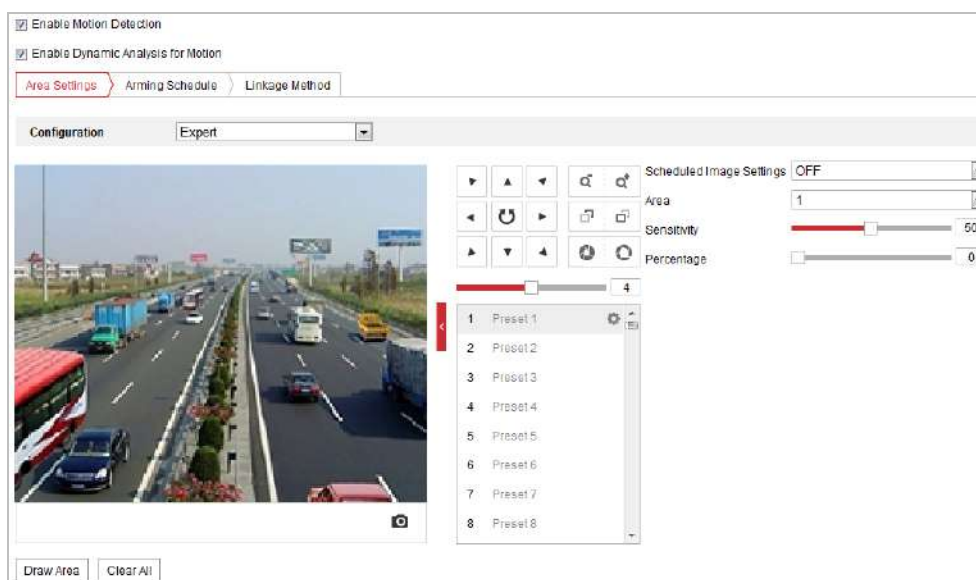 Enable Motion Detection
Enable Dynamic Analysis for Motion
Area Settings
Arming Schedule
Linkage Method
Configuration
Expert
Scheduled Image Settings
OFF
Area
1
Sensitivity
50
Percentage
0
4
1 Preset 1
2 Preset 2
3 Preset 3
4 Preset 4
5 Preset 5
6 Preset 6
7 Preset 7
8 Preset 8
Draw Area
Clear All